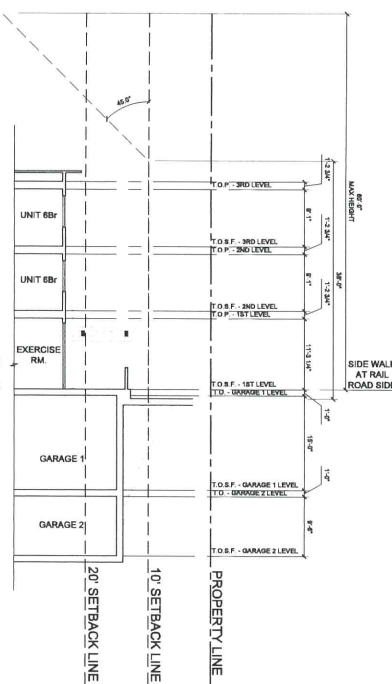 45.0°
1'-2 3/4"
T.O.P. - 3RD LEVEL
60'-0"
MAX HEIGHT
UNIT 6Br
8'-1"
1'-2 3/4"
T.O.S.F. - 3RD LEVEL
T.O.P. - 2ND LEVEL
38'-0"
UNIT 6Br
8'-1"
1'-2 3/4"
T.O.S.F. - 2ND LEVEL
T.O.P. - 1ST LEVEL
EXERCISE
RM.
11'-3 1/4"
SIDE WALK
AT RAIL
ROAD SIDE
T.O.S.F. - 1ST LEVEL
T.O. - GARAGE 1 LEVEL
1'-0"
GARAGE 1
15'-0"
1'-0"
T.O.S.F. - GARAGE 1 LEVEL
T.O. - GARAGE 2 LEVEL
GARAGE 2
9'-6"
T.O.S.F. - GARAGE 2 LEVEL
20' SETBACK LINE
10' SETBACK LINE
PROPERTY LINE